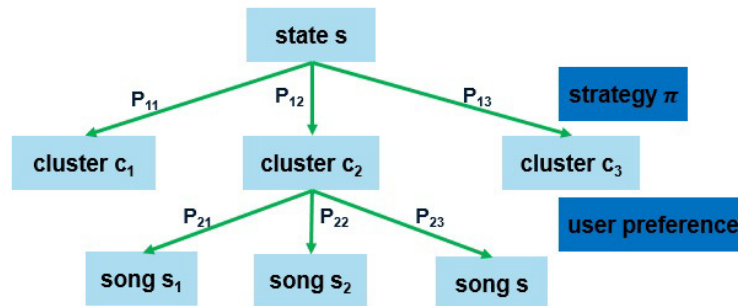 state s
P₁₁
P₁₂
P₁₃
strategy π
cluster c₁
cluster c₂
cluster c₃
P₂₁
P₂₂
P₂₃
user preference
song s₁
song s₂
song s